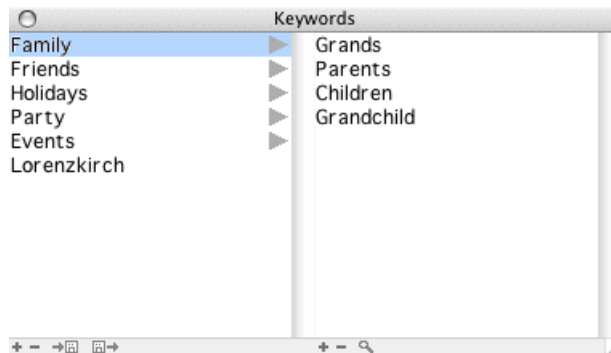 Keywords
Family
Friends
Holidays
Party
Events
Lorenzkirch
Grands
Parents
Children
Grandchild